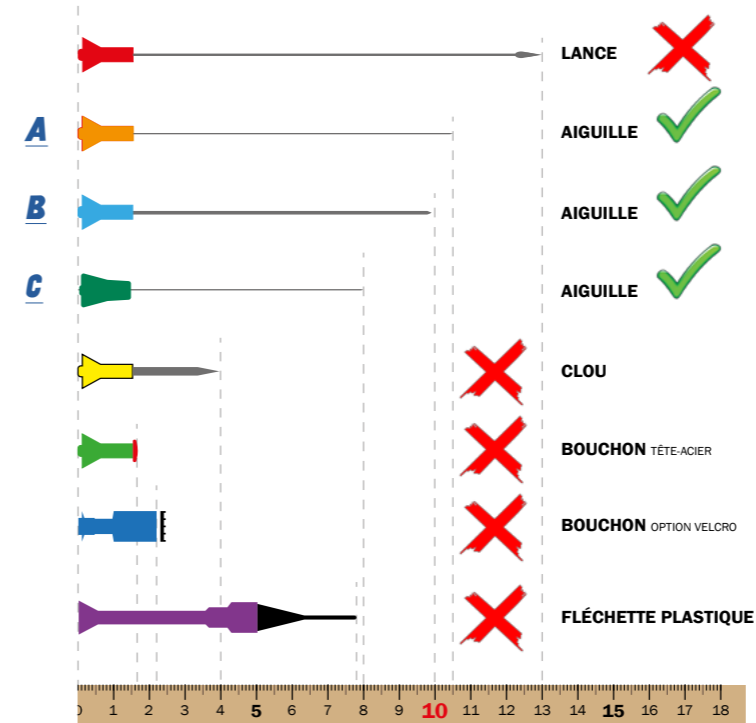 LANCE
A AIGUILLE
B AIGUILLE
C AIGUILLE
CLOU
BOUCHON TÊTE-ACIER
BOUCHON OPTION VELCRO
FLÉCHETTE PLASTIQUE
0 1 2 3 4 5 6 7 8 9 10 11 12 13 14 15 16 17 18